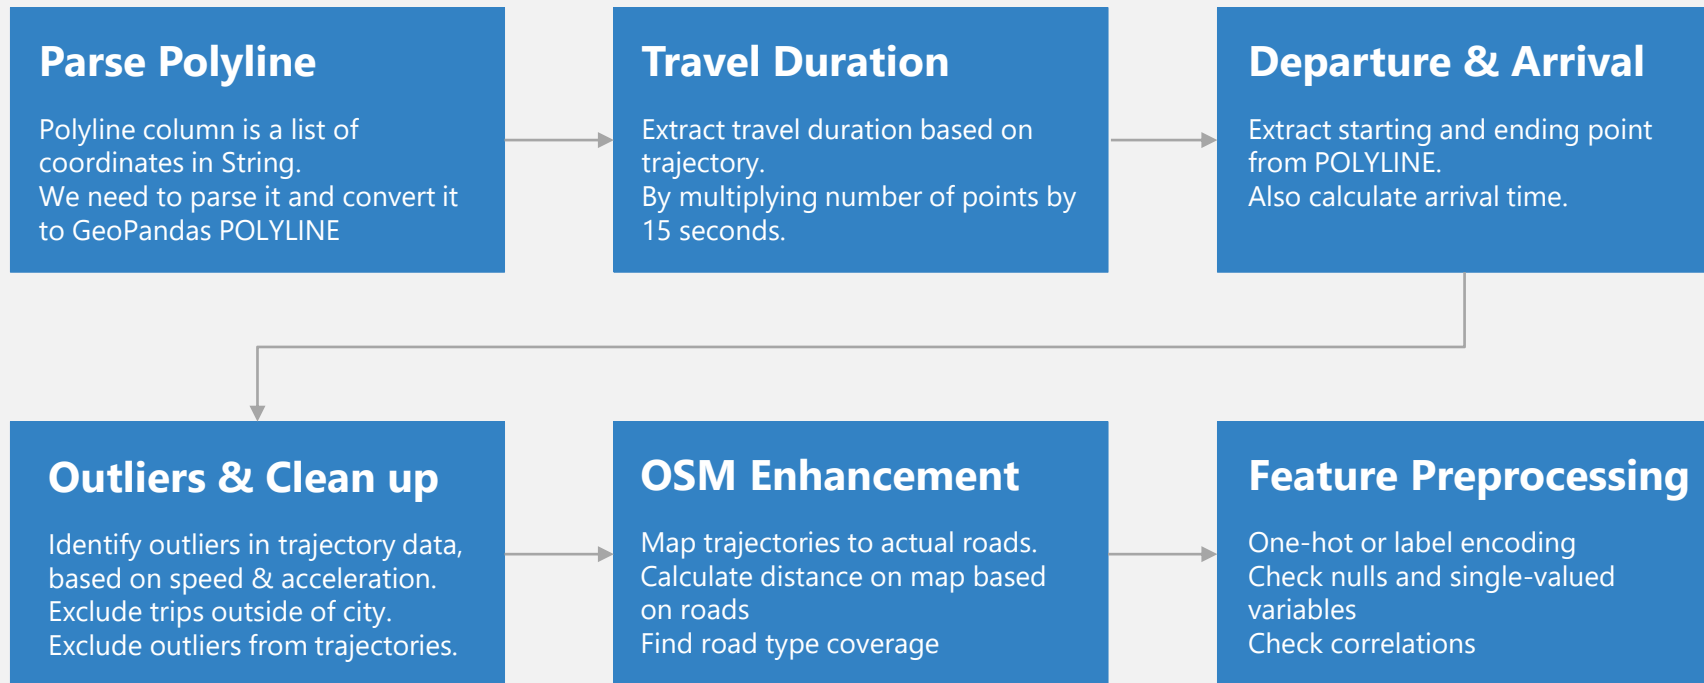 Parse Polyline
Polyline column is a list of
coordinates in String.
We need to parse it and convert it
to GeoPandas POLYLINE
Travel Duration
Extract travel duration based on
trajectory.
By multiplying number of points by
15 seconds.
Departure & Arrival
Extract starting and ending point
from POLYLINE.
Also calculate arrival time.
Outliers & Clean up
Identify outliers in trajectory data,
based on speed & acceleration.
Exclude trips outside of city.
Exclude outliers from trajectories.
OSM Enhancement
Map trajectories to actual roads.
Calculate distance on map based
on roads
Find road type coverage
Feature Preprocessing
One-hot or label encoding
Check nulls and single-valued
variables
Check correlations